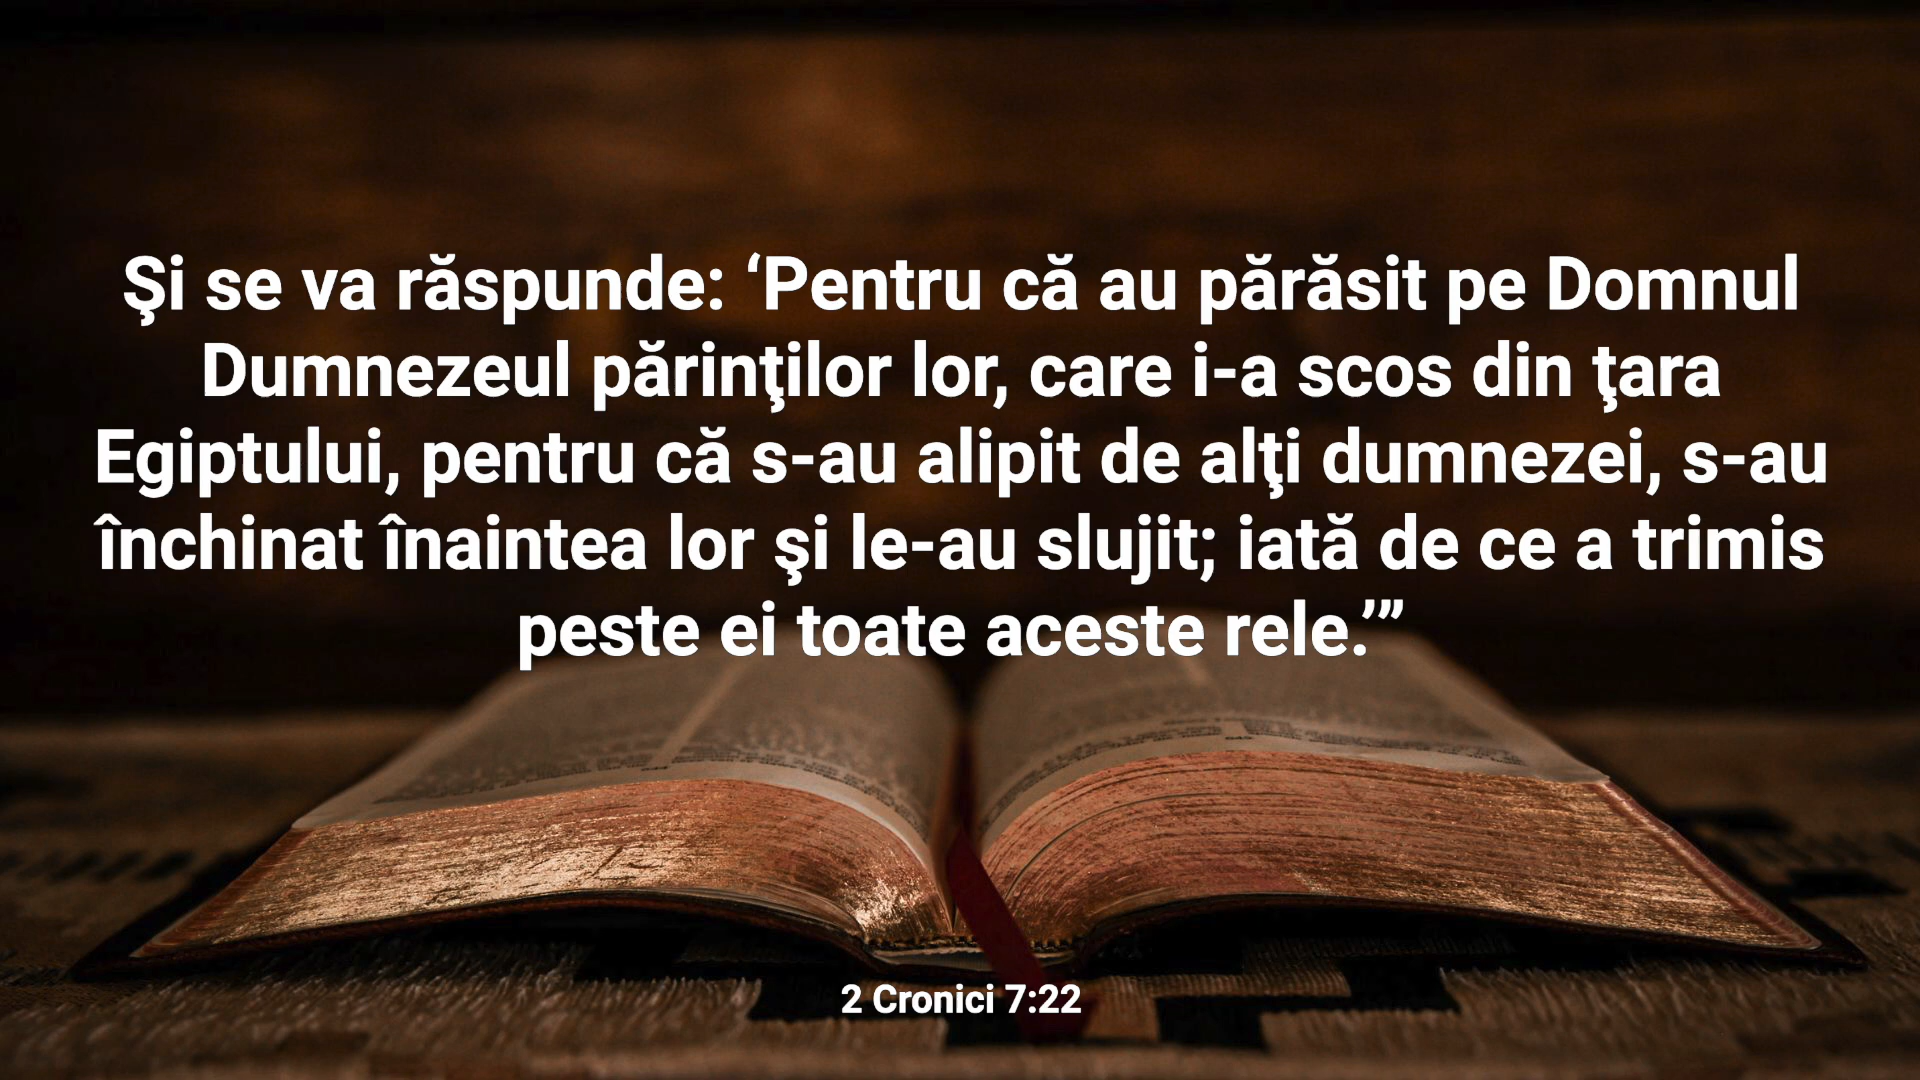 Şi se va răspunde: ‘Pentru că au părăsit pe Domnul
Dumnezeul părinţilor lor, care i-a scos din ţara
Egiptului, pentru că s-au alipit de alţi dumnezei, s-au
închinat înaintea lor şi le-au slujit; iată de ce a trimis
peste ei toate aceste rele.’”
2 Cronici 7:22